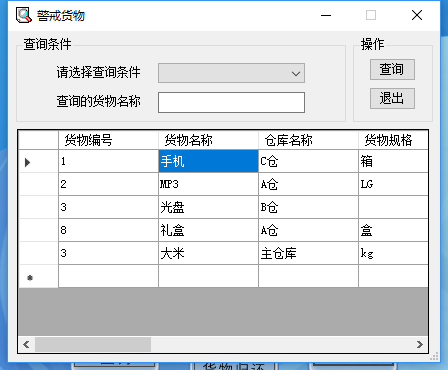 警戒货物
查询条件
操作
请选择查询条件
查询
查询的货物名称
退出
货物编号 货物名称 仓库名称 货物规格
1 手机 C仓 箱
2 MP3 A仓 LG
3 光盘 B仓
8 礼盒 A仓 盒
3 大米 主仓库 kg
货物归还